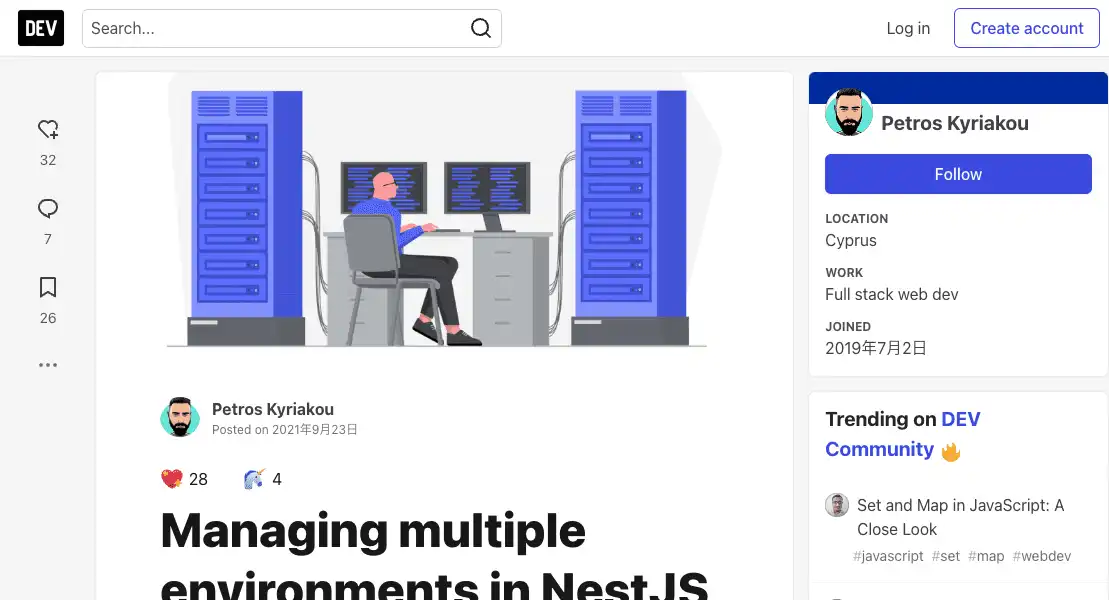 DEV
Search...
Log in
Create account
32
7
26
Petros Kyriakou
Posted on 2021年9月23日
28
4
Managing multiple
environments in NestJS
Petros Kyriakou
Follow
LOCATION
Cyprus
WORK
Full stack web dev
JOINED
2019年7月2日
Trending on DEV
Community
Set and Map in JavaScript: A
Close Look
#javascript #set #map #webdev